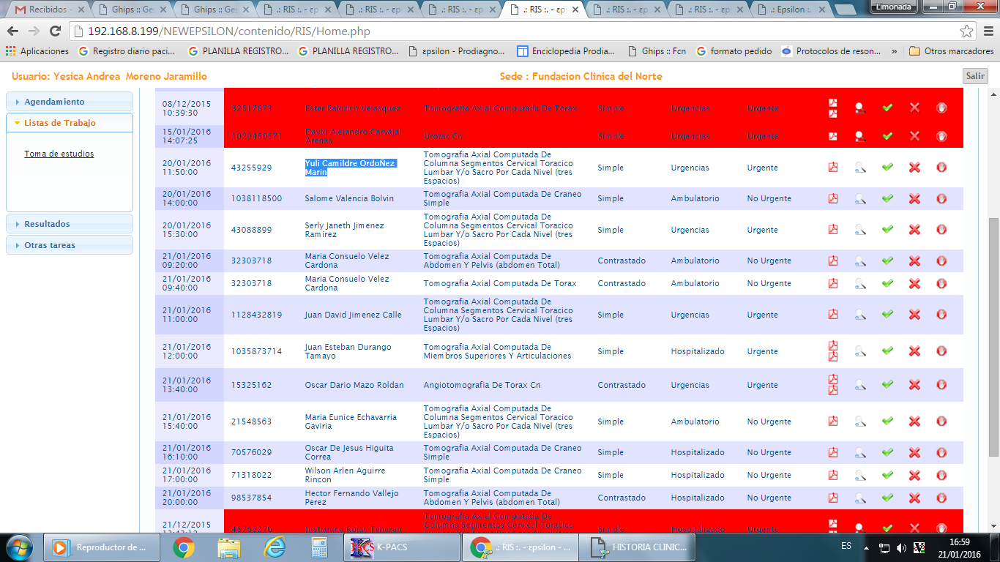 Recibidos -
Ghips :: Ge
Ghips :: Ge
.: RIS :. - εp
.: RIS :. - εp
.: RIS :. - εp
.: RIS :. - εp
.: RIS :. - εp
.: RIS :. - εp
.: Epsilon :.
Limonada
192.168.8.199/NEWEPSILON/contenido/RIS/Home.php
Aplicaciones
Registro diario paci...
PLANILLA REGISTRO...
PLANILLA REGISTRO...
epsilon - Prodiagno...
Enciclopedia Prodia...
Ghips :: Fcn
formato pedido
Protocolos de reson...
»
Otros marcadores
Usuario: Yesica Andrea Moreno Jaramillo
Sede : Fundacion Clinica del Norte
Salir
Agendamiento
Listas de Trabajo
Toma de estudios
Resultados
Otras tareas
08/12/2015
10:39:30
Tomografia Axial Computada De Torax
Simple
Urgencias
Urgente
15/01/2016
14:07:25
David Alejandro Carvajal
Arenas
Urotac Cn
Simple
Urgencias
Urgente
20/01/2016
11:50:00
43255929
Yuli Camildre OrdoÑez
Marin
Tomografia Axial Computada De
Columna Segmentos Cervical Toracico
Lumbar Y/o Sacro Por Cada Nivel (tres
Espacios)
Simple
Urgencias
Urgente
20/01/2016
14:00:00
1038118500
Salome Valencia Bolvin
Tomografia Axial Computada De Craneo
Simple
Simple
Ambulatorio
No Urgente
20/01/2016
15:30:00
43088899
Serly Janeth Jimenez
Ramirez
Tomografia Axial Computada De
Columna Segmentos Cervical Toracico
Lumbar Y/o Sacro Por Cada Nivel (tres
Espacios)
Simple
Urgencias
Urgente
21/01/2016
09:20:00
32303718
Maria Consuelo Velez
Cardona
Tomografia Axial Computada De
Abdomen Y Pelvis (abdomen Total)
Contrastado
Ambulatorio
No Urgente
21/01/2016
09:40:00
32303718
Maria Consuelo Velez
Cardona
Tomografia Axial Computada De Torax
Contrastado
Ambulatorio
No Urgente
21/01/2016
11:00:00
1128432819
Juan David Jimenez Calle
Tomografia Axial Computada De
Columna Segmentos Cervical Toracico
Lumbar Y/o Sacro Por Cada Nivel (tres
Espacios)
Simple
Urgencias
Urgente
21/01/2016
12:00:00
1035873714
Juan Esteban Durango
Tamayo
Tomografia Axial Computada De
Miembros Superiores Y Articulaciones
Simple
Hospitalizado
Urgente
21/01/2016
13:40:00
15325162
Oscar Dario Mazo Roldan
Angiotomografia De Torax Cn
Contrastado
Urgencias
Urgente
21/01/2016
15:40:00
21548563
Maria Eunice Echavarria
Gaviria
Tomografia Axial Computada De
Columna Segmentos Cervical Toracico
Lumbar Y/o Sacro Por Cada Nivel (tres
Espacios)
Simple
Ambulatorio
No Urgente
21/01/2016
16:10:00
70576029
Oscar De Jesus Higuita
Correa
Tomografia Axial Computada De Craneo
Simple
Simple
Hospitalizado
No Urgente
21/01/2016
17:00:00
71318022
Wilson Arlen Aguirre
Rincon
Tomografia Axial Computada De Craneo
Simple
Simple
Hospitalizado
No Urgente
21/01/2016
20:00:00
98537854
Hector Fernando Vallejo
Perez
Tomografia Axial Computada De
Abdomen Y Pelvis (abdomen Total)
Contrastado
Hospitalizado
No Urgente
21/12/2015
Tomografia Axial Computada De
Columna Segmentos Cervical Toracico
Simple
Hospitalizado
Urgente
Reproductor de ...
K-PACS
.: RIS :. - εpsilon - ...
HISTORIA CLINIC...
ES
16:59
21/01/2016